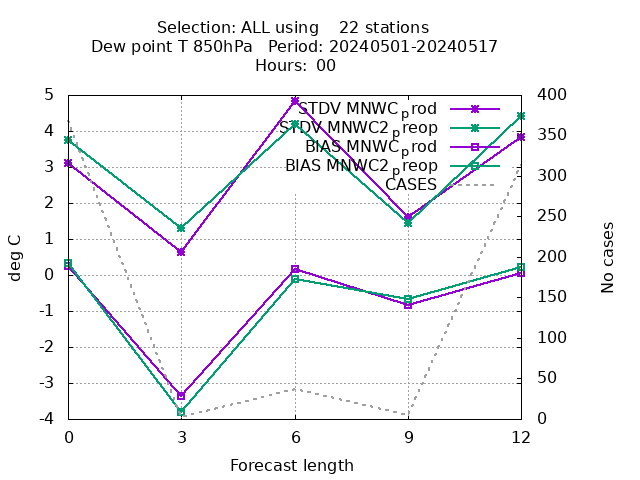 Selection: ALL using    22 stations
Dew point T 850hPa   Period: 20240501-20240517
Hours: 00
5
4
3
2
1
0
-1
-2
-3
-4
400
350
300
250
200
150
100
50
0
STDV MNWC_prod
STDV MNWC2_preop
BIAS MNWC_prod
BIAS MNWC2_preop
CASES
deg C
No cases
0 3 6 9 12
Forecast length